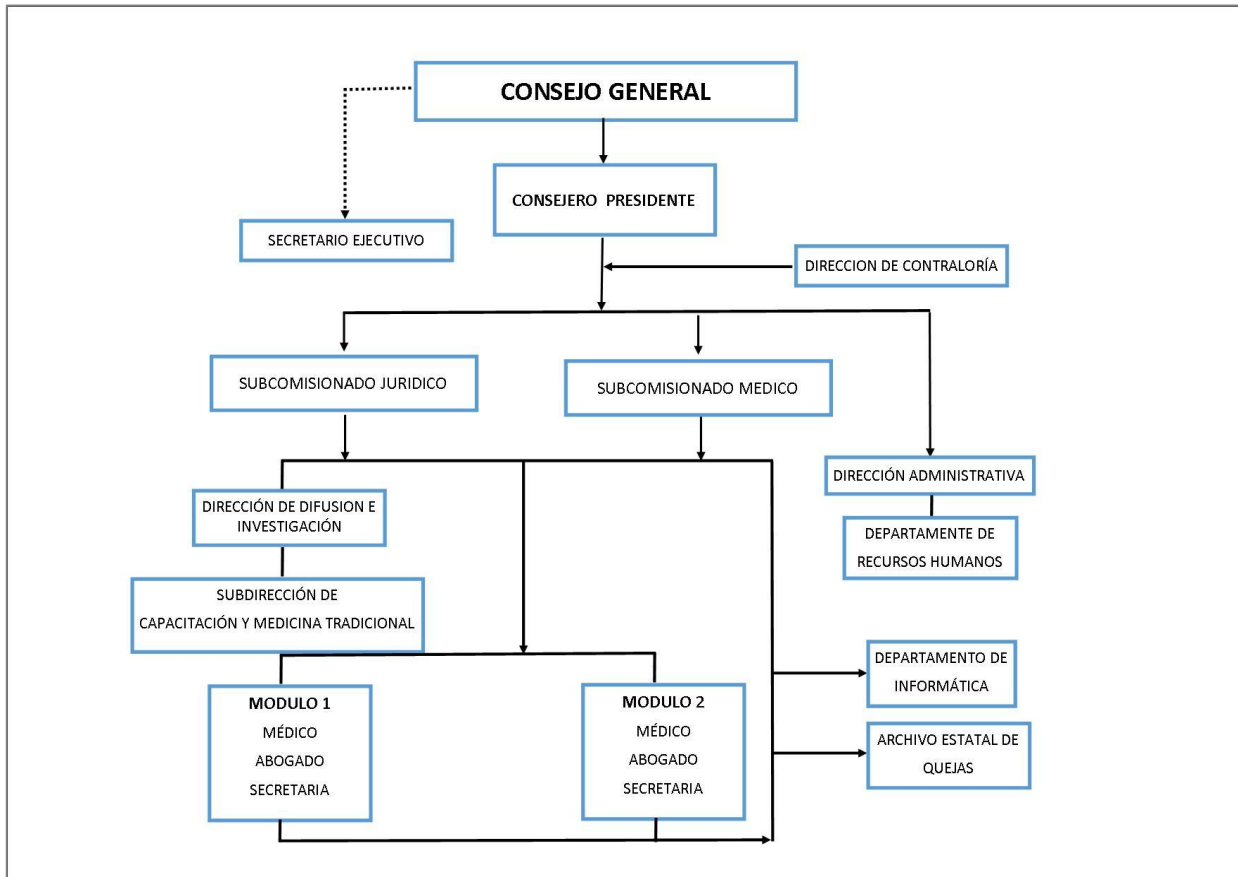 CONSEJO GENERAL
CONSEJERO PRESIDENTE
SECRETARIO EJECUTIVO
DIRECCION DE CONTRALORÍA
SUBCOMISIONADO JURIDICO
SUBCOMISIONADO MEDICO
DIRECCIÓN ADMINISTRATIVA
DEPARTAMENTE DE
RECURSOS HUMANOS
DIRECCIÓN DE DIFUSION E
INVESTIGACIÓN
SUBDIRECCIÓN DE
CAPACITACIÓN Y MEDICINA TRADICIONAL
MODULO 1
MÉDICO
ABOGADO
SECRETARIA
MODULO 2
MÉDICO
ABOGADO
SECRETARIA
DEPARTAMENTO DE
INFORMÁTICA
ARCHIVO ESTATAL DE
QUEJAS